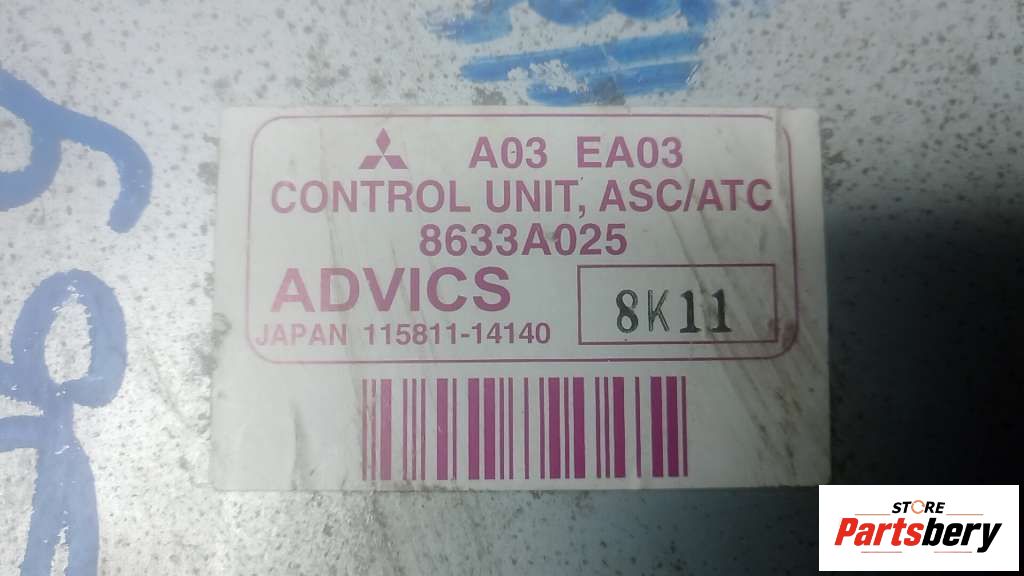 A03 EA03
CONTROL UNIT, ASC/ATC
8633A025
ADVICS
8K11
JAPAN 115811-14140
STORE
Partsbery